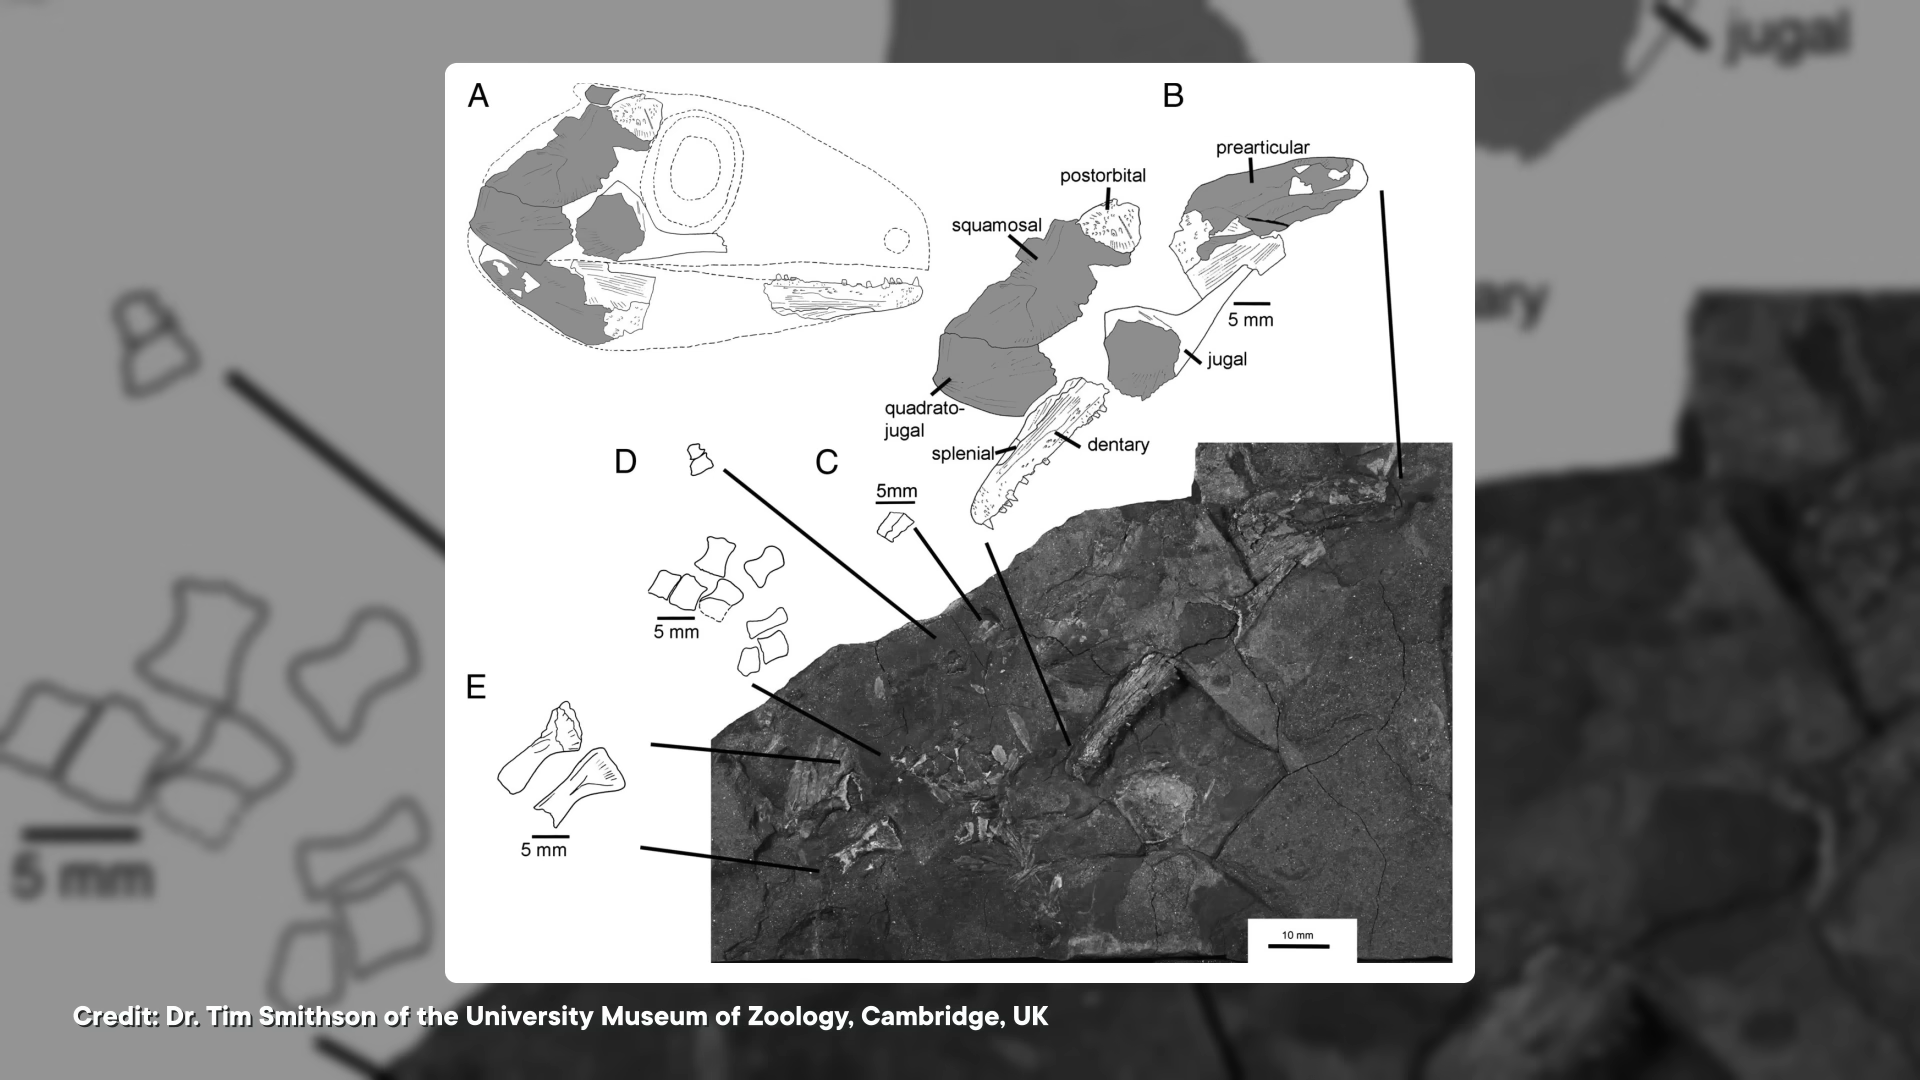 A
B
prearticular
postorbital
squamosal
5 mm
jugal
quadrato-
jugal
splenial
dentary
D
C
5mm
5 mm
E
5 mm
10 mm
jugal
ary
5 mm
Credit: Dr. Tim Smithson of the University Museum of Zoology, Cambridge, UK